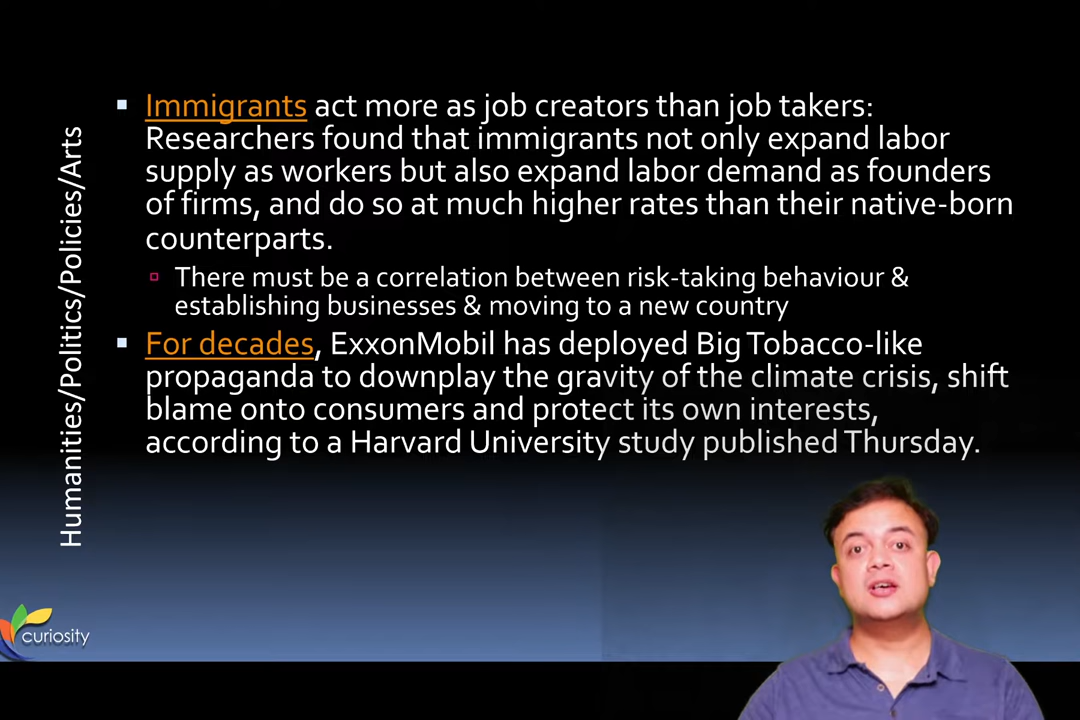 Humanities/Politics/Policies/Arts
Immigrants act more as job creators than job takers:
Researchers found that immigrants not only expand labor
supply as workers but also expand labor demand as founders
of firms, and do so at much higher rates than their native-born
counterparts.
There must be a correlation between risk-taking behaviour &
establishing businesses & moving to a new country
For decades, ExxonMobil has deployed Big Tobacco-like
propaganda to downplay the gravity of the climate crisis, shift
blame onto consumers and protect its own interests,
according to a Harvard University study published Thursday.
curiosity